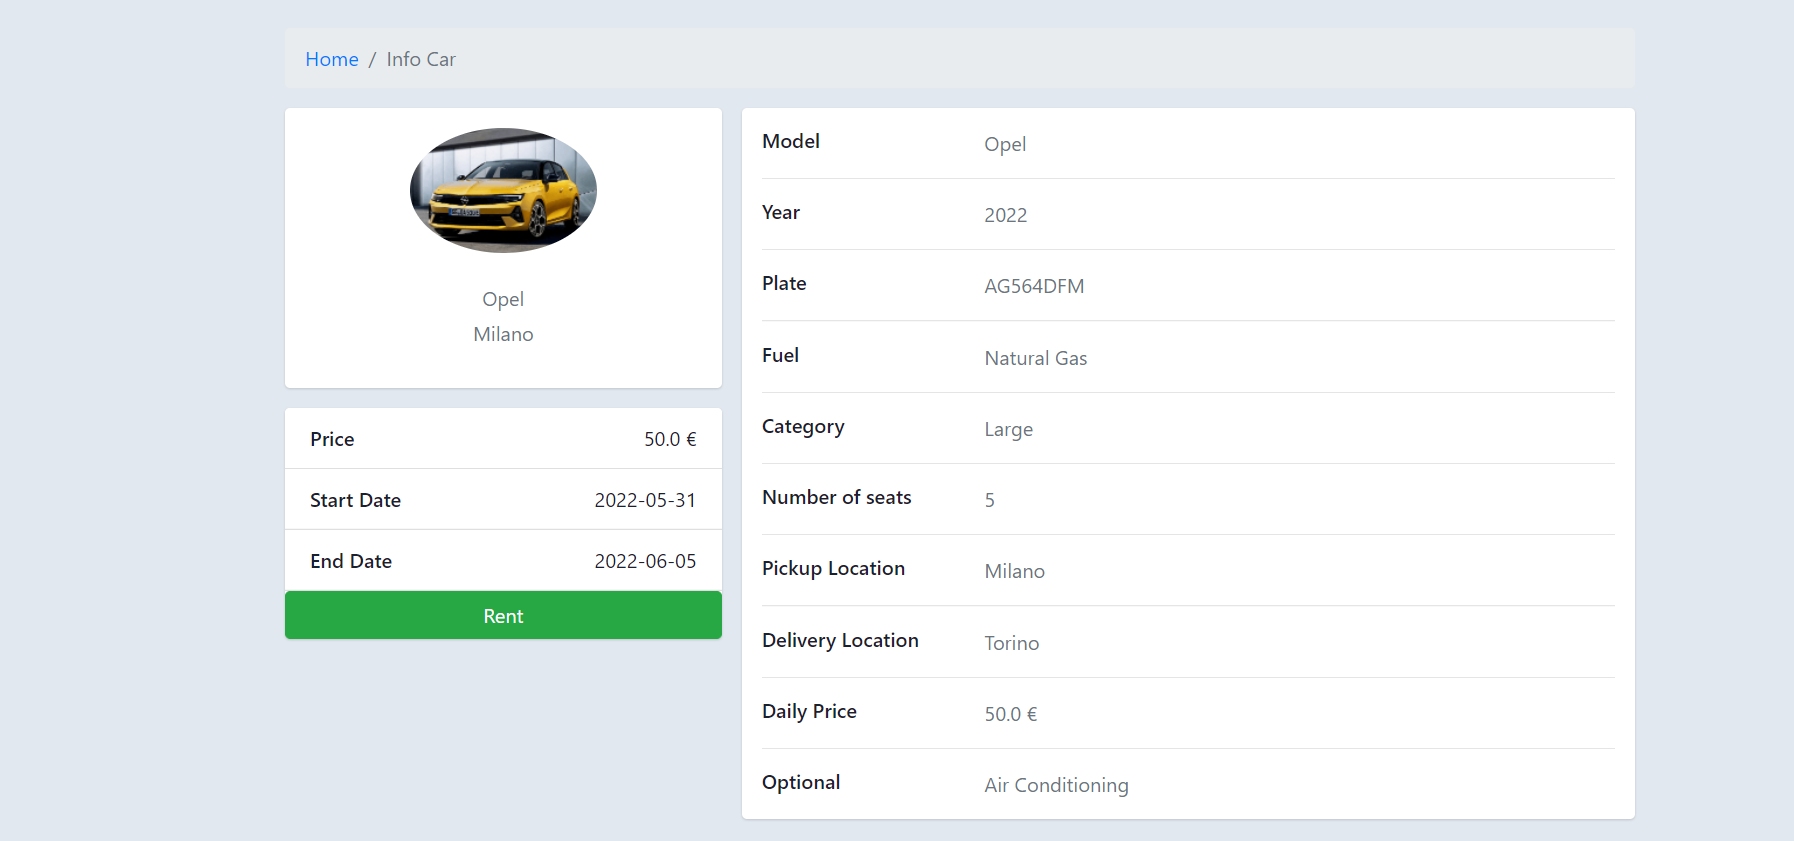 Home / Info Car
Opel
Milano
Price 50.0 €
Start Date 2022-05-31
End Date 2022-06-05
Rent
Model Opel
Year 2022
Plate AG564DFM
Fuel Natural Gas
Category Large
Number of seats 5
Pickup Location Milano
Delivery Location Torino
Daily Price 50.0 €
Optional Air Conditioning